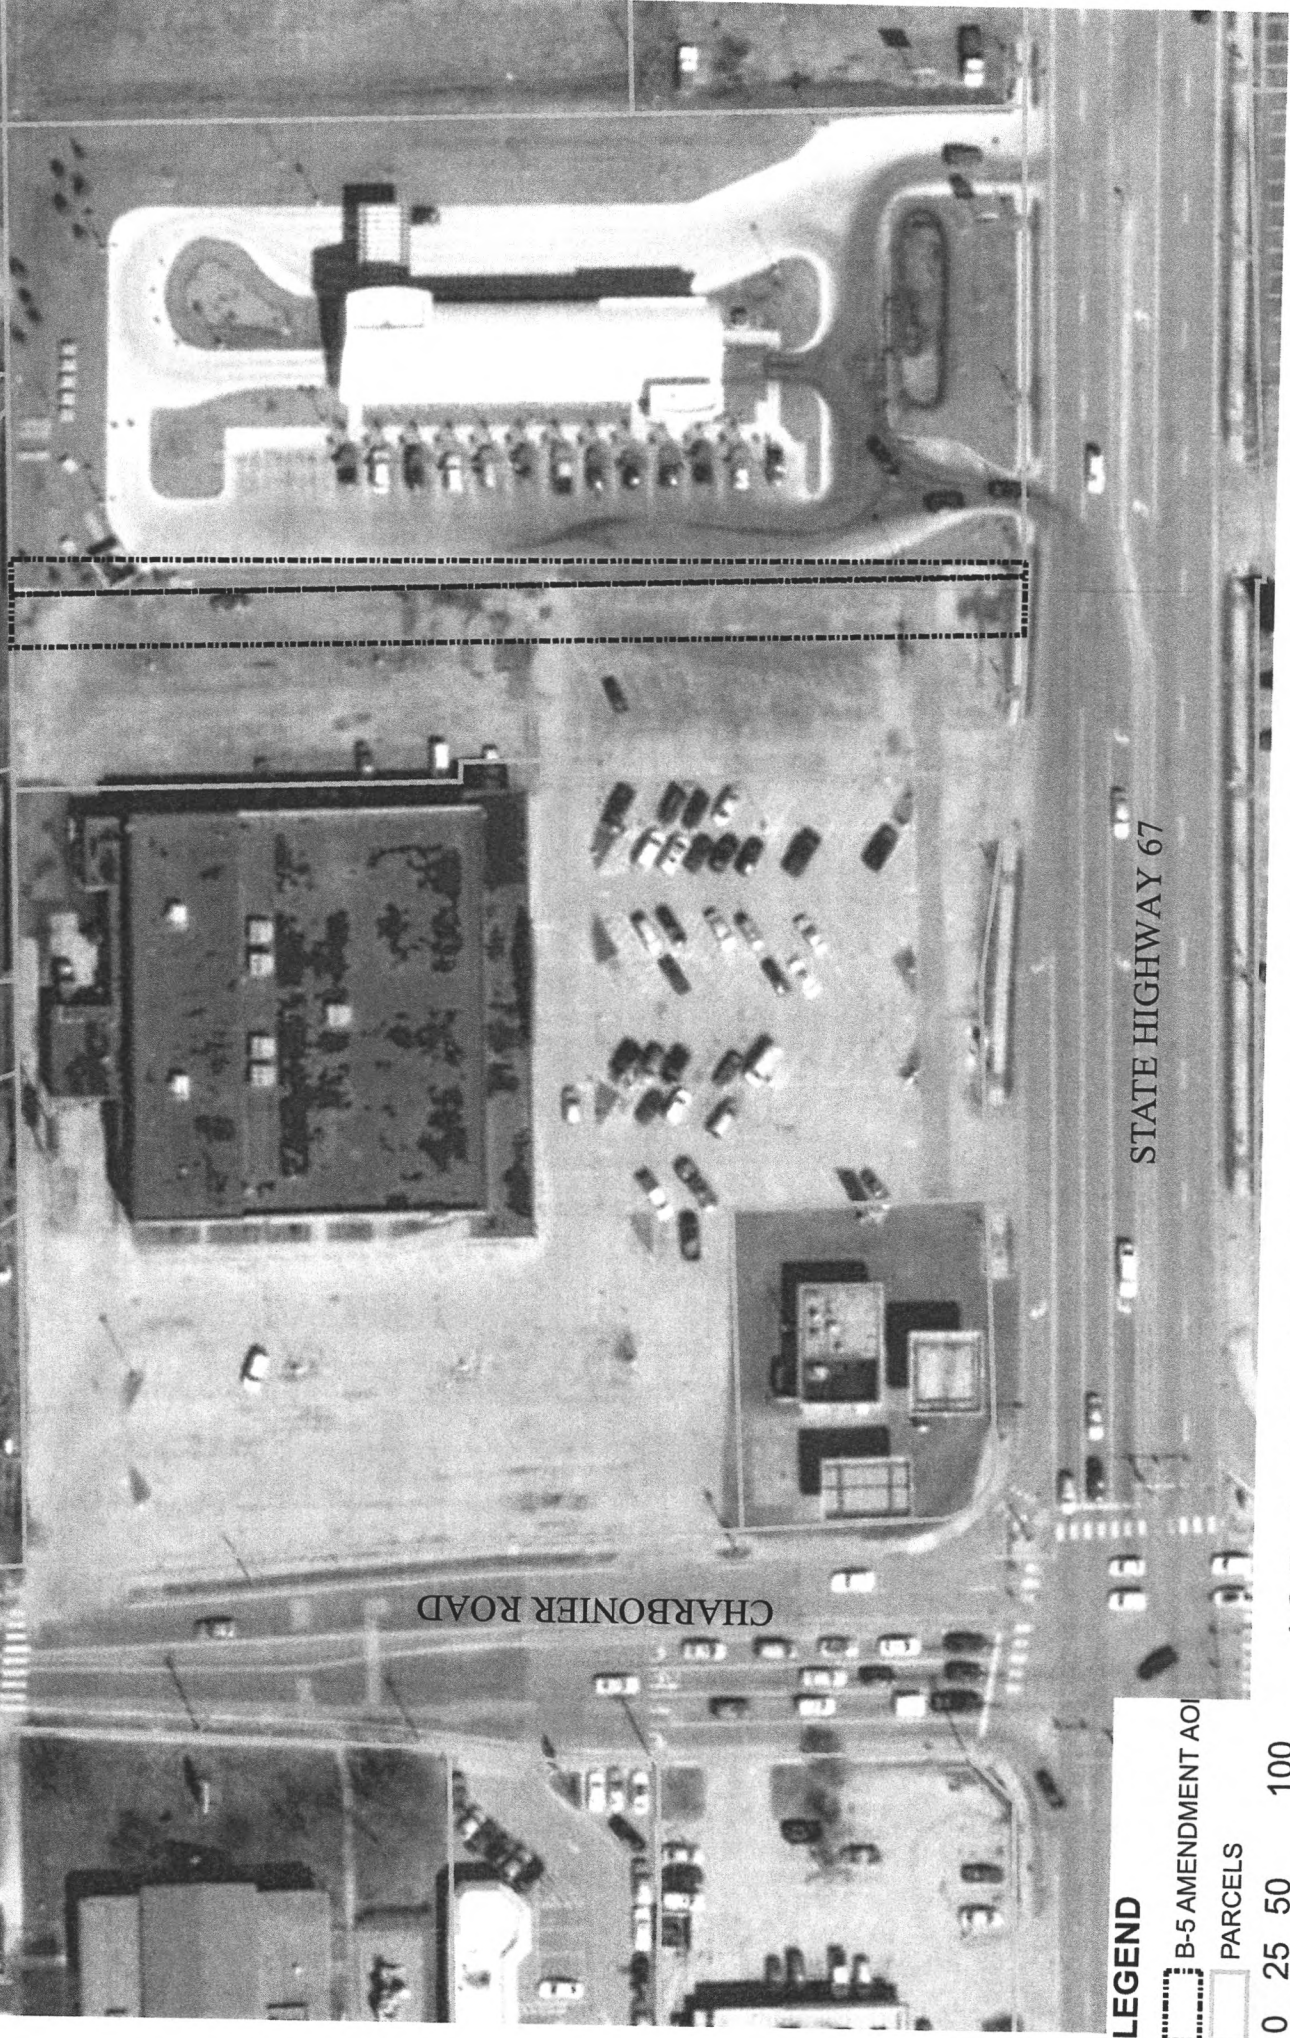 STATE HIGHWAY 67
CHARBONIER ROAD
LEGEND
B-5 AMENDMENT AOI
PARCELS
0 25 50 100